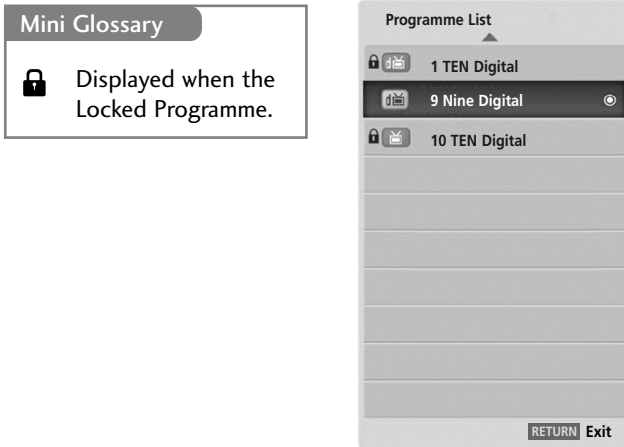 Mini Glossary
Displayed when the
Locked Programme.
Programme List
1 TEN Digital
9 Nine Digital
10 TEN Digital
RETURN Exit